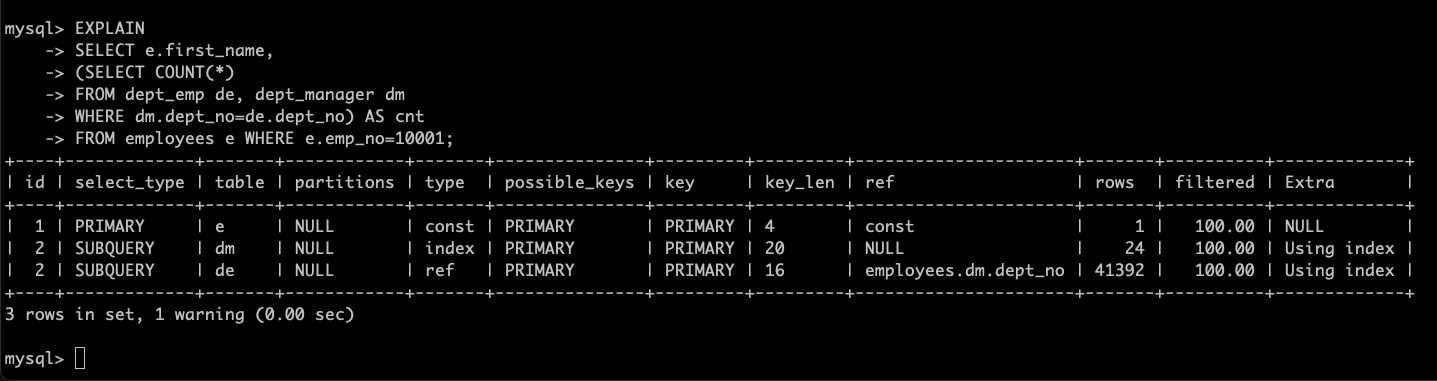 mysql> EXPLAIN
    -> SELECT e.first_name,
    -> (SELECT COUNT(*)
    -> FROM dept_emp de, dept_manager dm
    -> WHERE dm.dept_no=de.dept_no) AS cnt
    -> FROM employees e WHERE e.emp_no=10001;
+----+-------------+-------+------------+-------+---------------+---------+---------+----------------------+-------+----------+-------------+
| id | select_type | table | partitions | type  | possible_keys | key     | key_len | ref                  | rows  | filtered | Extra       |
+----+-------------+-------+------------+-------+---------------+---------+---------+----------------------+-------+----------+-------------+
|  1 | PRIMARY     | e     | NULL       | const | PRIMARY       | PRIMARY | 4       | const                |     1 |   100.00 | NULL        |
|  2 | SUBQUERY    | dm    | NULL       | index | PRIMARY       | PRIMARY | 20      | NULL                 |    24 |   100.00 | Using index |
|  2 | SUBQUERY    | de    | NULL       | ref   | PRIMARY       | PRIMARY | 16      | employees.dm.dept_no | 41392 |   100.00 | Using index |
+----+-------------+-------+------------+-------+---------------+---------+---------+----------------------+-------+----------+-------------+
3 rows in set, 1 warning (0.00 sec)
mysql>